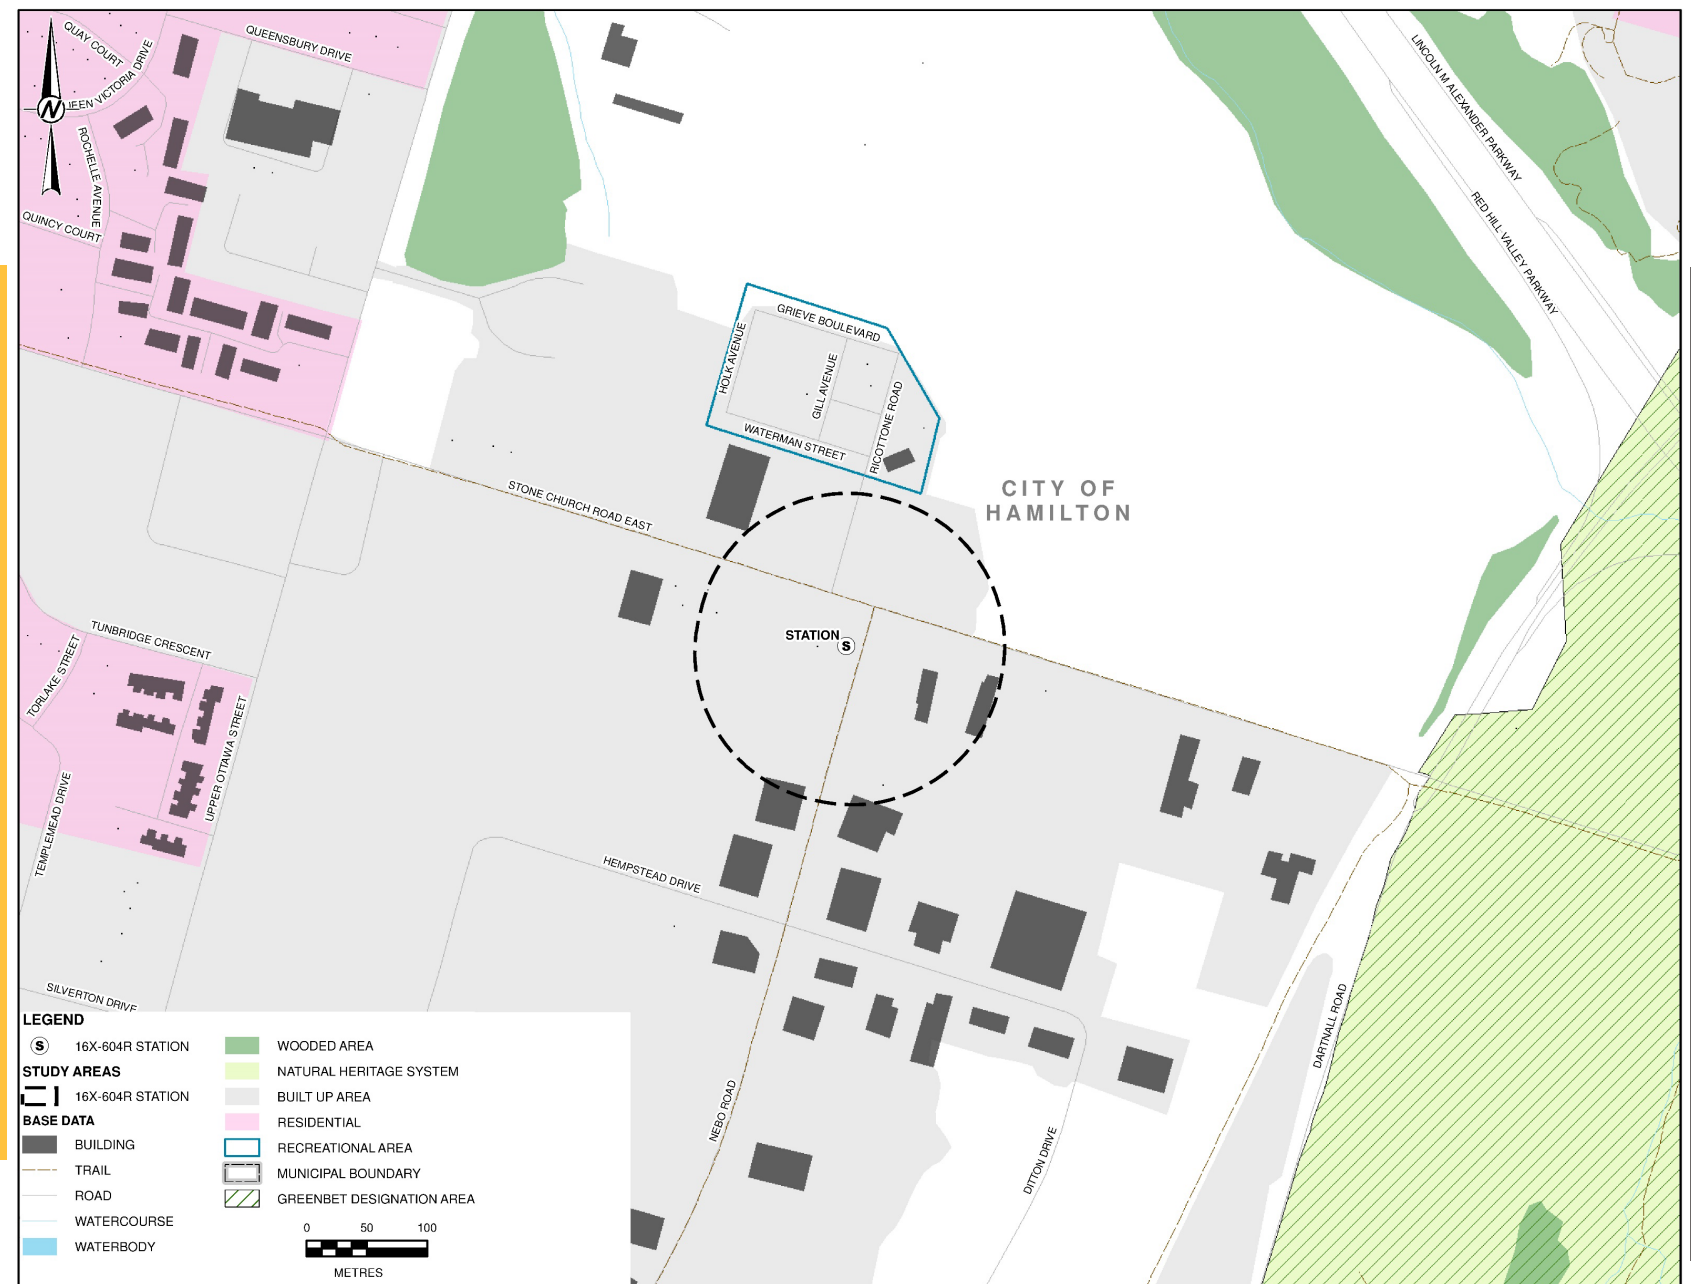 QUAY COURT
QUEENSBURY DRIVE
LINCOLN M ALEXANDER PARKWAY
N
ROCHELLE AVENUE
RED HILL VALLEY PARKWAY
QUINCY COURT
GRIEVE BOULEVARD
HOLK AVENUE
GILL AVENUE
RICOTTONE ROAD
WATERMAN STREET
STONE CHURCH ROAD EAST
CITY OF
HAMILTON
TUNBRIDGE CRESCENT
STATION S
TORLAKE STREET
UPPER OTTAWA STREET
TEMPLEMEAD DRIVE
HEMPSTEAD DRIVE
SILVERTON DRIVE
DARTNALL ROAD
NEBO ROAD
DITTON DRIVE
LEGEND
S 16X-604R STATION
STUDY AREAS
16X-604R STATION
BASE DATA
BUILDING
TRAIL
ROAD
WATERCOURSE
WATERBODY
WOODED AREA
NATURAL HERITAGE SYSTEM
BUILT UP AREA
RESIDENTIAL
RECREATIONAL AREA
MUNICIPAL BOUNDARY
GREENBET DESIGNATION AREA
0 50 100
METRES